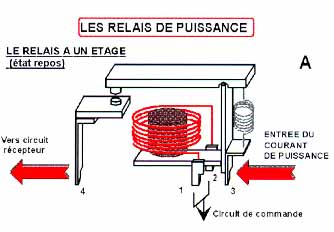 LES RELAIS DE PUISSANCE
LE RELAIS A UN ETAGE
(état repos)
A
Vers circuit
récepteur
ENTREE DU
COURANT
DE PUISSANCE
4
1
2
3
Circuit de commande